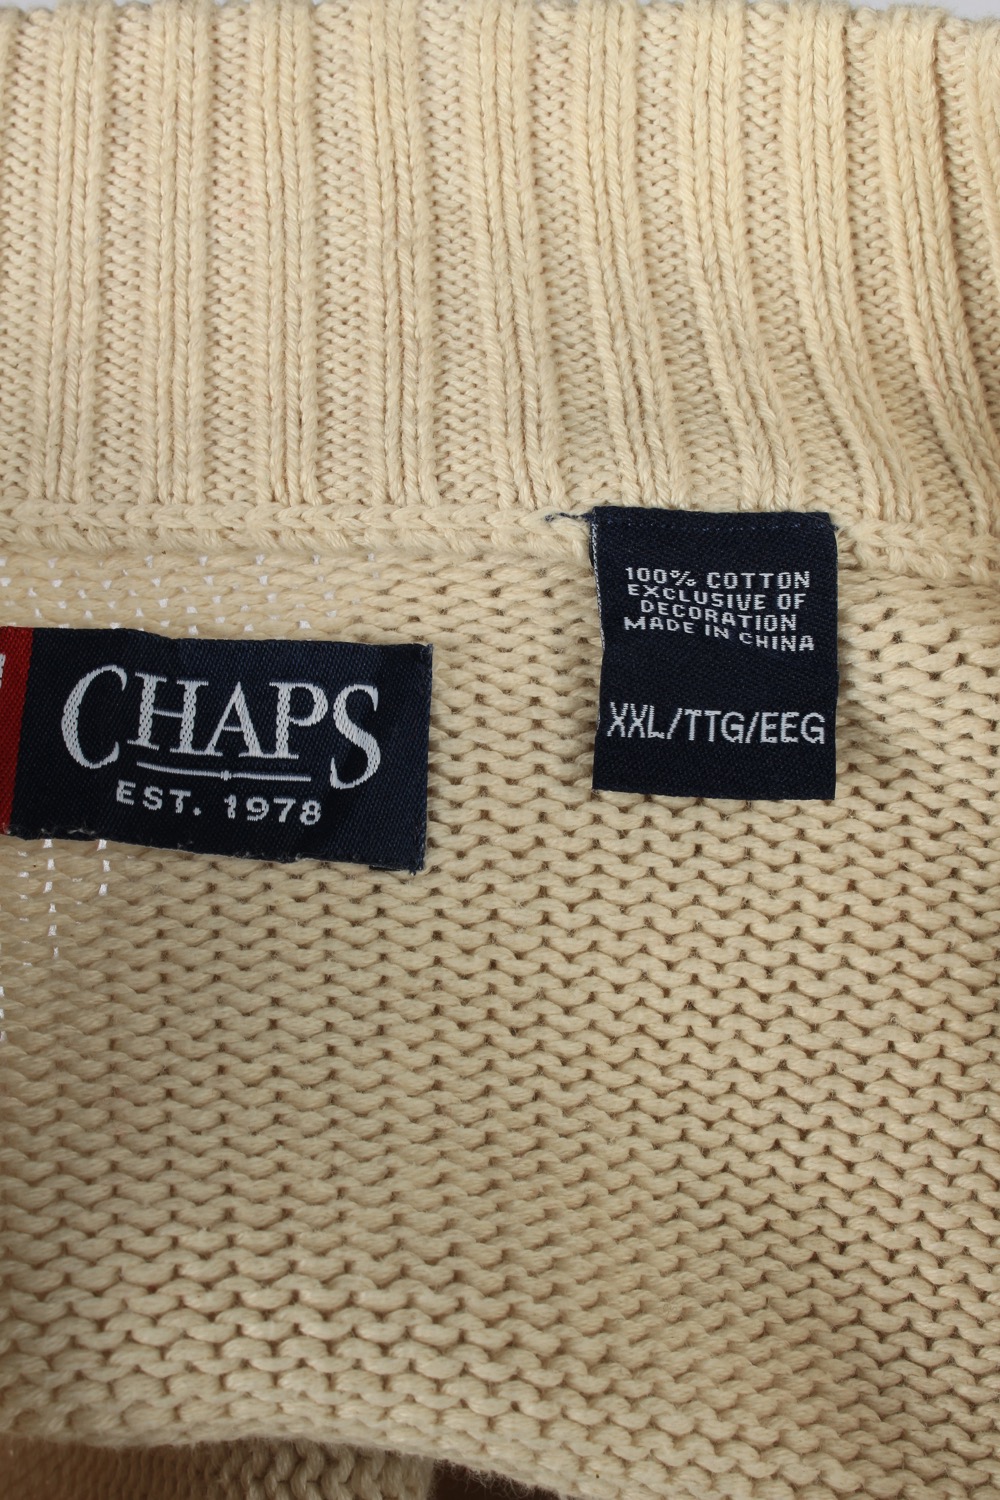 CHAPS
EST. 1978
100% COTTON
EXCLUSIVE OF
DECORATION
MADE IN CHINA
XXL/TTG/EEG